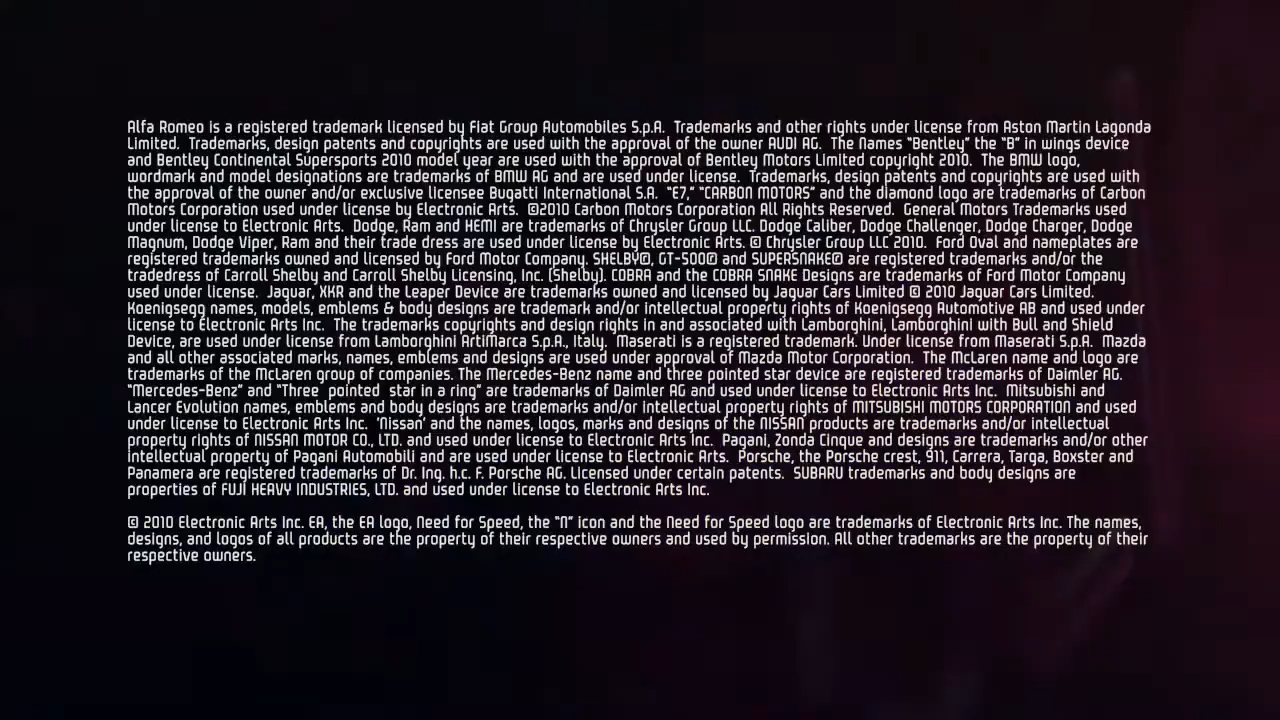 Alfa Romeo is a registered trademark licensed by Fiat Group Automobiles S.p.A.  Trademarks and other rights under license from Aston Martin Lagonda
Limited.  Trademarks, design patents and copyrights are used with the approval of the owner AUDI AG.  The Names "Bentley" the "B" in wings device
and Bentley Continental Supersports 2010 model year are used with the approval of Bentley Motors Limited copyright 2010.  The BMW logo,
wordmark and model designations are trademarks of BMW AG and are used under license.  Trademarks, design patents and copyrights are used with
the approval of the owner and/or exclusive licensee Bugatti International S.A.  "E7," "CARBON MOTORS" and the diamond logo are trademarks of Carbon
Motors Corporation used under license by Electronic Arts.  ©2010 Carbon Motors Corporation All Rights Reserved.  General Motors Trademarks used
under license to Electronic Arts.  Dodge, Ram and HEMI are trademarks of Chrysler Group LLC. Dodge Caliber, Dodge Challenger, Dodge Charger, Dodge
Magnum, Dodge Viper, Ram and their trade dress are used under license by Electronic Arts. © Chrysler Group LLC 2010.  Ford Oval and nameplates are
registered trademarks owned and licensed by Ford Motor Company. SHELBY©, GT-500© and SUPERSNAKE© are registered trademarks and/or the
tradedress of Carroll Shelby and Carroll Shelby Licensing, Inc. (Shelby). COBRA and the COBRA SNAKE Designs are trademarks of Ford Motor Company
used under license.  Jaguar, XKR and the Leaper Device are trademarks owned and licensed by Jaguar Cars Limited © 2010 Jaguar Cars Limited.
Koenigsegg names, models, emblems & body designs are trademark and/or intellectual property rights of Koenigsegg Automotive AB and used under
license to Electronic Arts Inc.  The trademarks copyrights and design rights in and associated with Lamborghini, Lamborghini with Bull and Shield
Device, are used under license from Lamborghini ArtiMarca S.p.A., Italy.  Maserati is a registered trademark. Under license from Maserati S.p.A.  Mazda
and all other associated marks, names, emblems and designs are used under approval of Mazda Motor Corporation.  The McLaren name and logo are
trademarks of the McLaren group of companies. The Mercedes-Benz name and three pointed star device are registered trademarks of Daimler AG.
"Mercedes-Benz" and "Three  pointed  star in a ring" are trademarks of Daimler AG and used under license to Electronic Arts Inc.  Mitsubishi and
Lancer Evolution names, emblems and body designs are trademarks and/or intellectual property rights of MITSUBISHI MOTORS CORPORATION and used
under license to Electronic Arts Inc.  'Nissan' and the names, logos, marks and designs of the NISSAN products are trademarks and/or intellectual
property rights of NISSAN MOTOR CO., LTD. and used under license to Electronic Arts Inc.  Pagani, Zonda Cinque and designs are trademarks and/or other
intellectual property of Pagani Automobili and are used under license to Electronic Arts.  Porsche, the Porsche crest, 911, Carrera, Targa, Boxster and
Panamera are registered trademarks of Dr. Ing. h.c. F. Porsche AG. Licensed under certain patents.  SUBARU trademarks and body designs are
properties of FUJI HEAVY INDUSTRIES, LTD. and used under license to Electronic Arts Inc.
© 2010 Electronic Arts Inc. EA, the EA logo, Need for Speed, the "N" icon and the Need for Speed logo are trademarks of Electronic Arts Inc. The names,
designs, and logos of all products are the property of their respective owners and used by permission. All other trademarks are the property of their
respective owners.